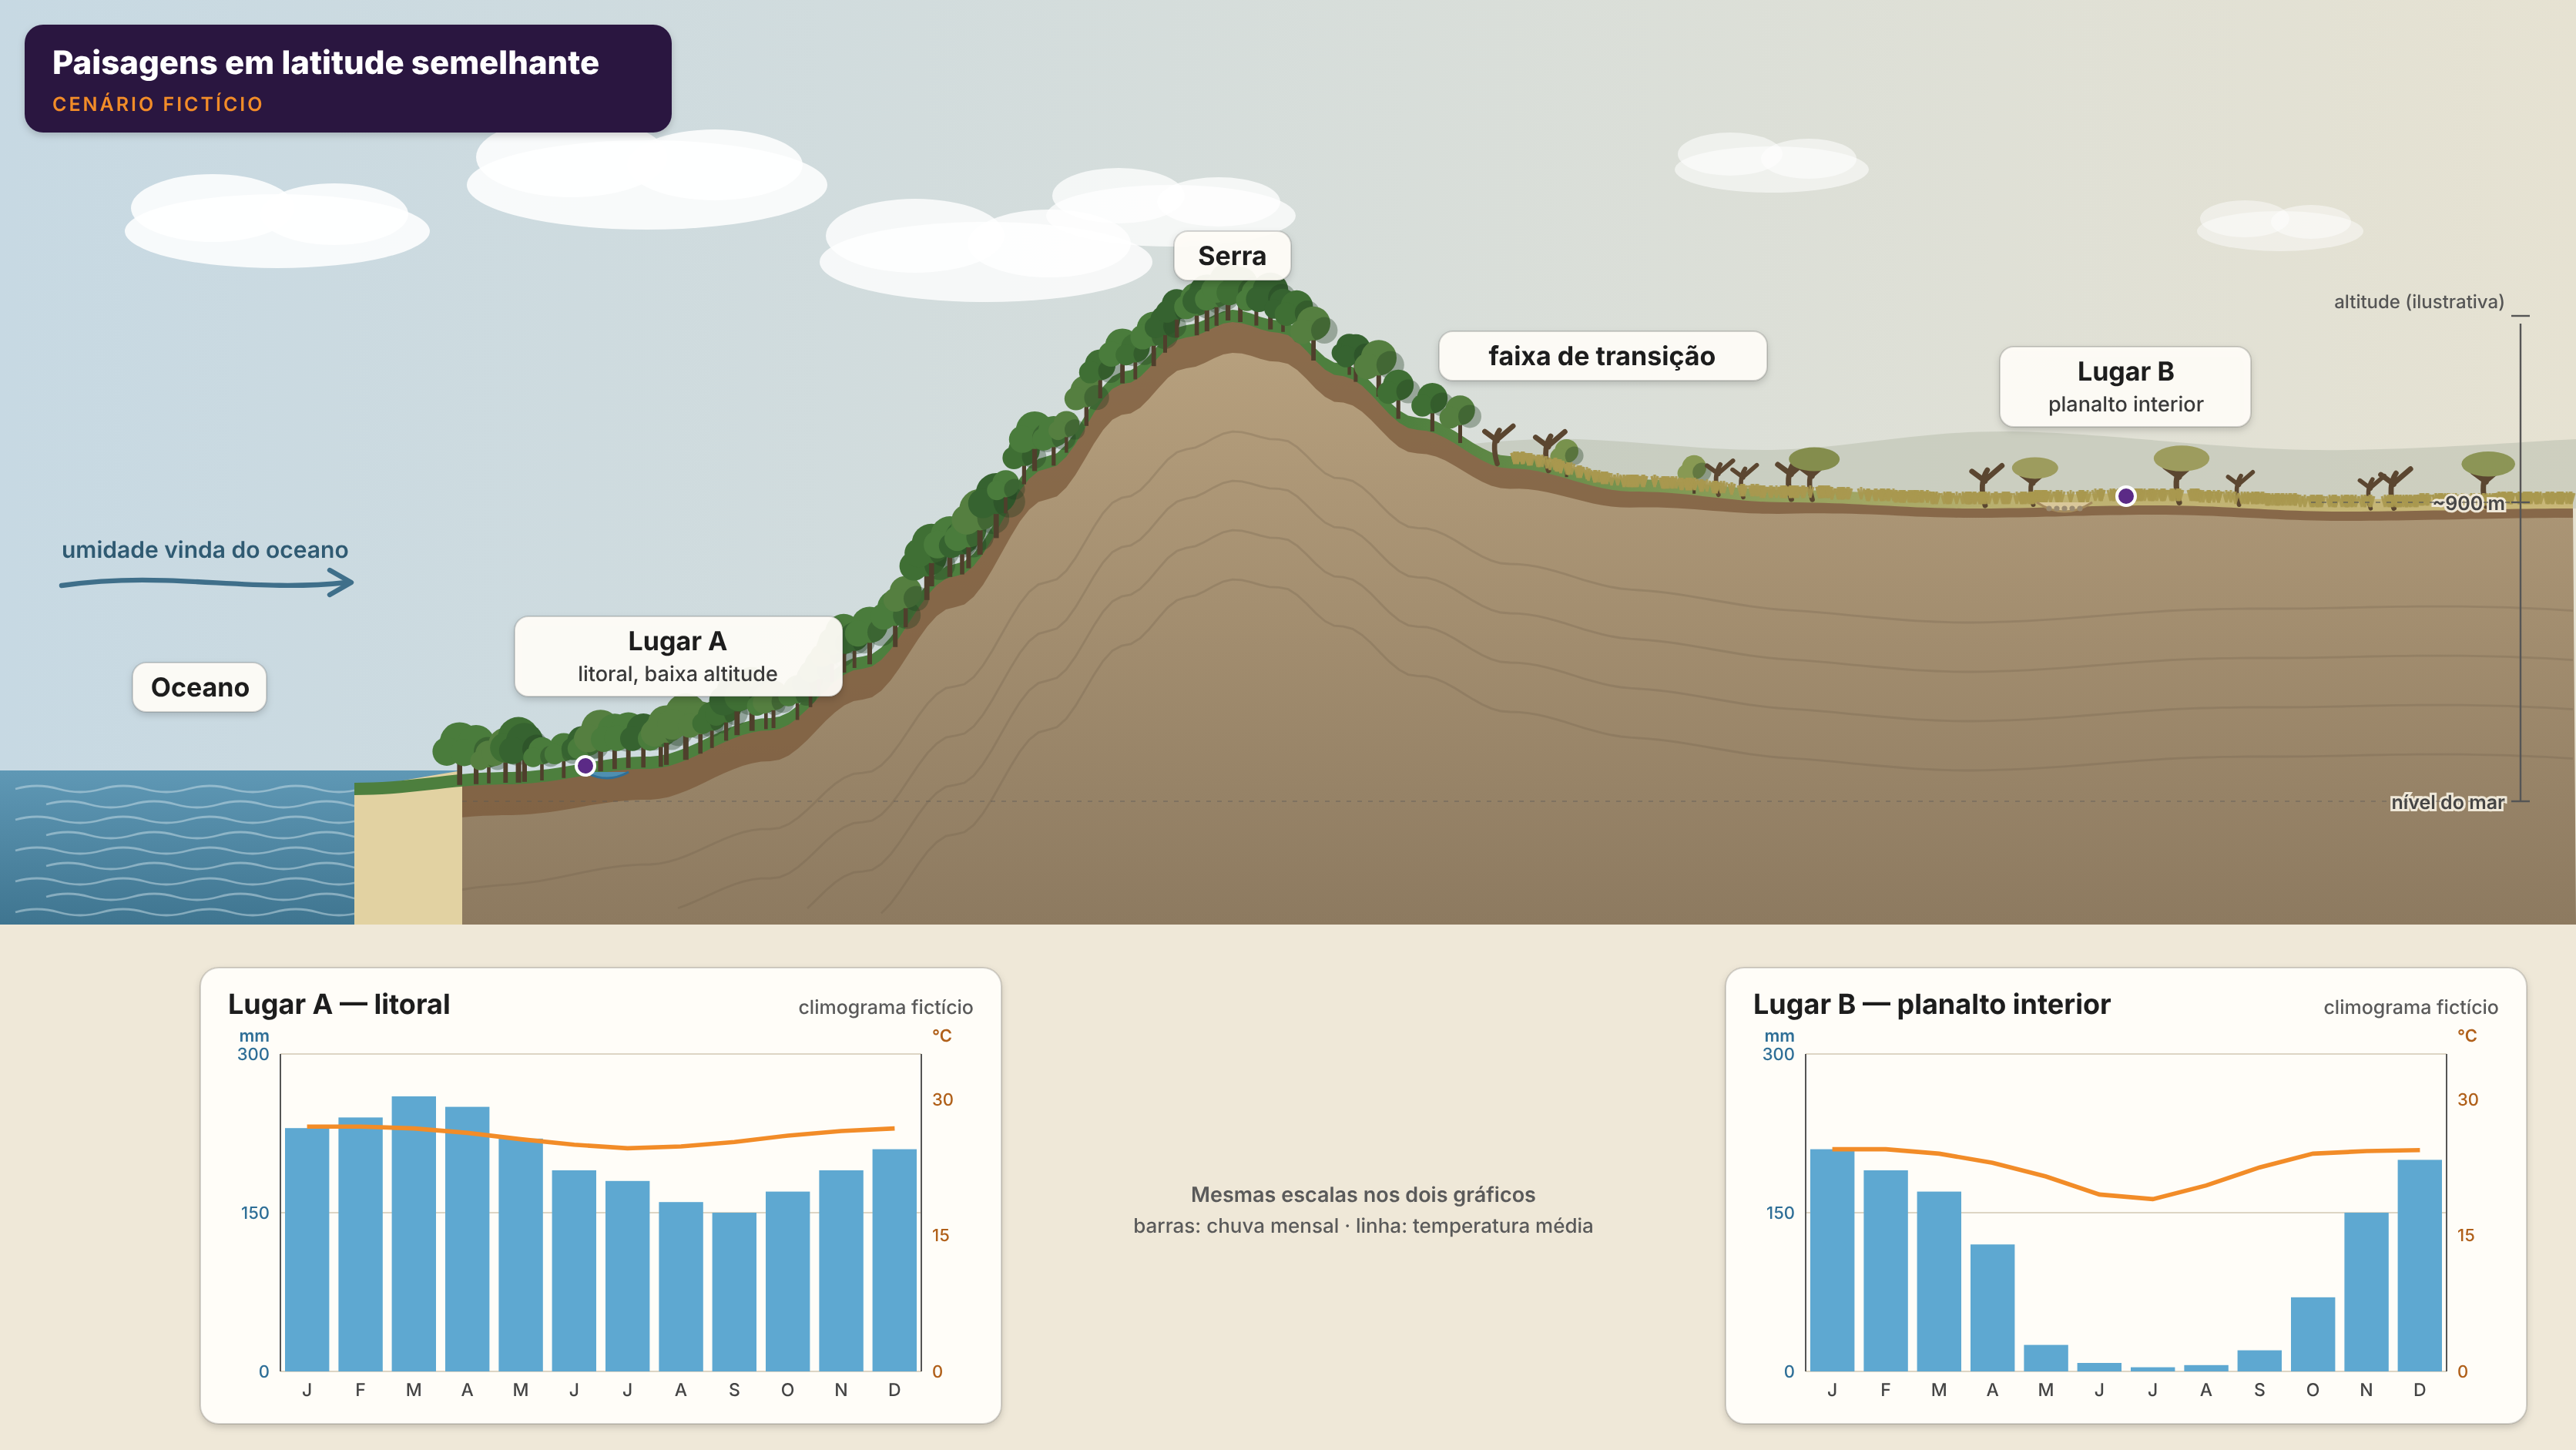 Paisagens em latitude semelhante
CENÁRIO FICTÍCIO
Serra
altitude (ilustrativa)
faixa de transição
Lugar B
planalto interior
~900 m
umidade vinda do oceano
Lugar A
litoral, baixa altitude
Oceano
nível do mar
Lugar A — litoral
climograma fictício
mm
°C
300
30
150
15
0
0
J F M A M J J A S O N D
Mesmas escalas nos dois gráficos
barras: chuva mensal · linha: temperatura média
Lugar B — planalto interior
climograma fictício
mm
°C
300
30
150
15
0
0
J F M A M J J A S O N D